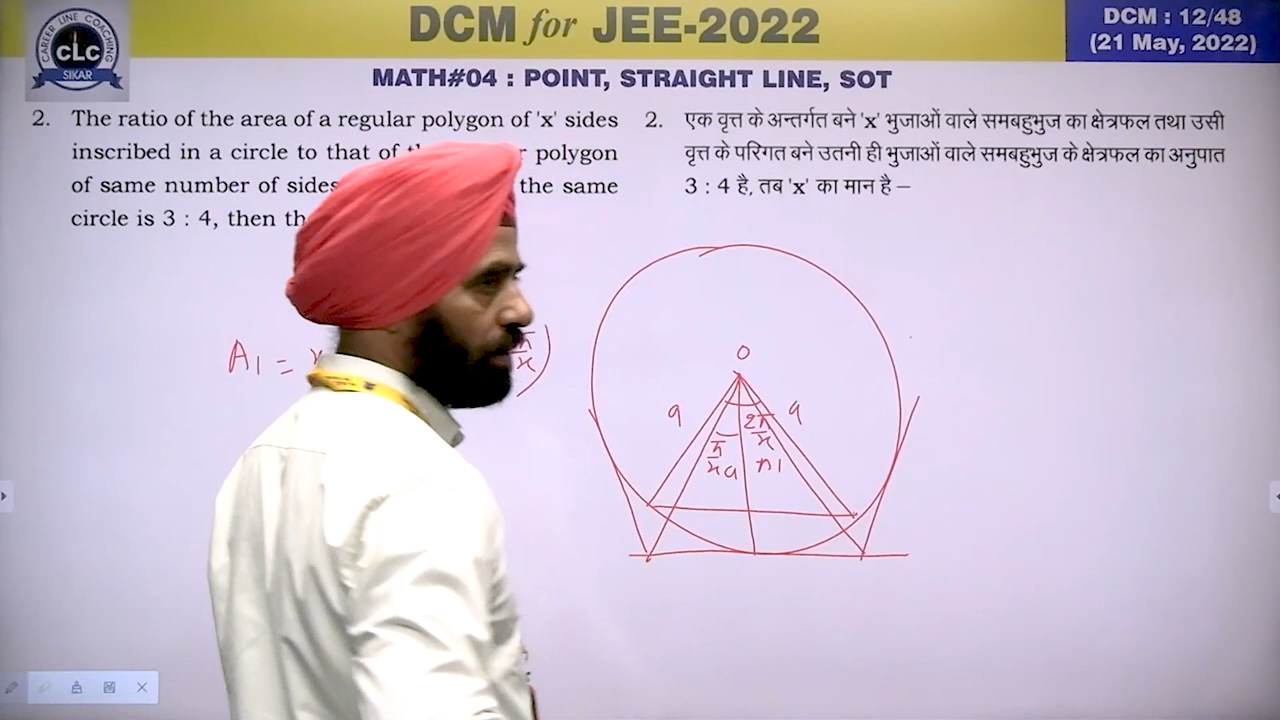 DCM for JEE-2022
DCM : 12/48
(21 May, 2022)
CAREER LINE COACHING
CLC
SIKAR
MATH#04 : POINT, STRAIGHT LINE, SOT
2. The ratio of the area of a regular polygon of 'x' sides
inscribed in a circle to that of polygon
of same number of sides the same
circle is 3 : 4, then
2. एक वृत्त के अन्तर्गत बने 'x' भुजाओं वाले समबहुभुज का क्षेत्रफल तथा उसी
वृत्त के परिगत बने उतनी ही भुजाओं वाले समबहुभुज के क्षेत्रफल का अनुपात
3 : 4 है, तब 'x' का मान है –
A1 =
O
a a
2π/x
π/x
a